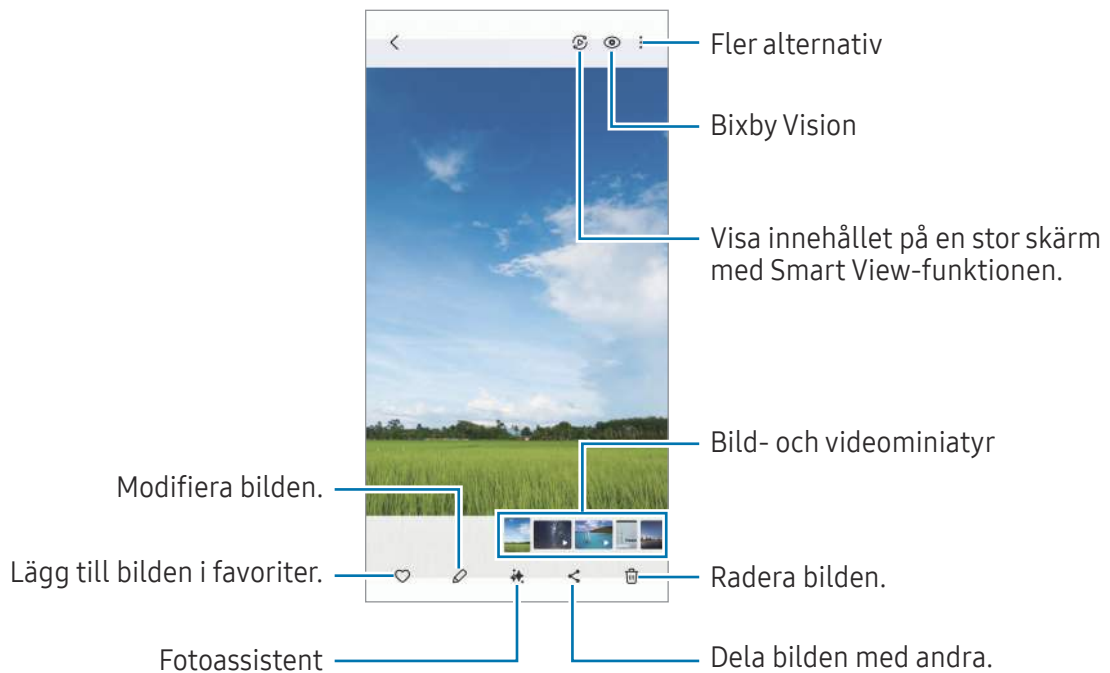 Fler alternativ
Bixby Vision
Visa innehållet på en stor skärm
med Smart View-funktionen.
Bild- och videominiatyr
Modifiera bilden.
Lägg till bilden i favoriter.
Radera bilden.
Fotoassistent
Dela bilden med andra.